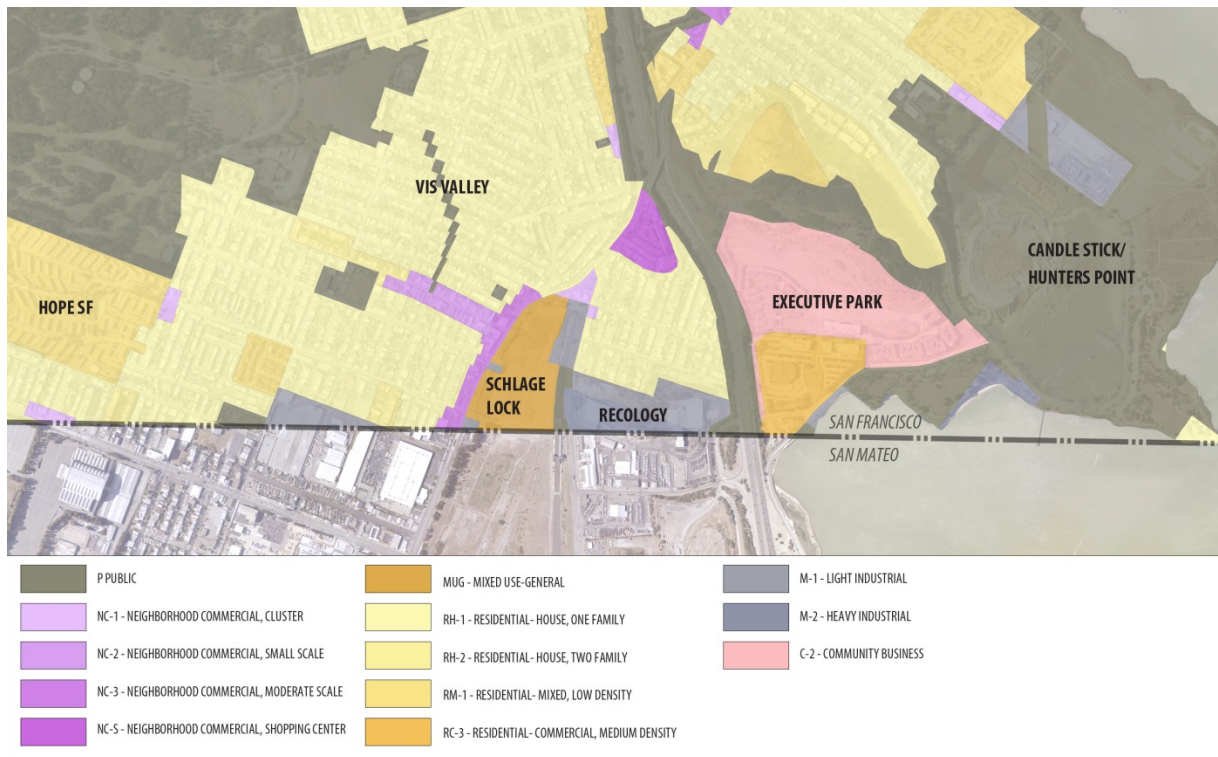 VIS VALLEY
CANDLE STICK/
HUNTERS POINT
HOPE SF
EXECUTIVE PARK
SCHLAGE
LOCK
RECOLOGY
SAN FRANCISCO
SAN MATEO
P PUBLIC
NC-1 - NEIGHBORHOOD COMMERCIAL, CLUSTER
NC-2 - NEIGHBORHOOD COMMERCIAL, SMALL SCALE
NC-3 - NEIGHBORHOOD COMMERCIAL, MODERATE SCALE
NC-S - NEIGHBORHOOD COMMERCIAL, SHOPPING CENTER
MUG - MIXED USE-GENERAL
RH-1 - RESIDENTIAL- HOUSE, ONE FAMILY
RH-2 - RESIDENTIAL- HOUSE, TWO FAMILY
RM-1 - RESIDENTIAL- MIXED, LOW DENSITY
RC-3 - RESIDENTIAL- COMMERCIAL, MEDIUM DENSITY
M-1 - LIGHT INDUSTRIAL
M-2 - HEAVY INDUSTRIAL
C-2 - COMMUNITY BUSINESS